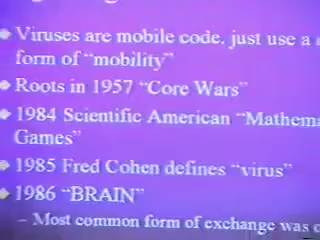 Viruses are mobile code, just use a
form of "mobility"
Roots in 1957 "Core Wars"
1984 Scientific American "Mathema
Games"
1985 Fred Cohen defines "virus"
1986 "BRAIN"
– Most common form of exchange was